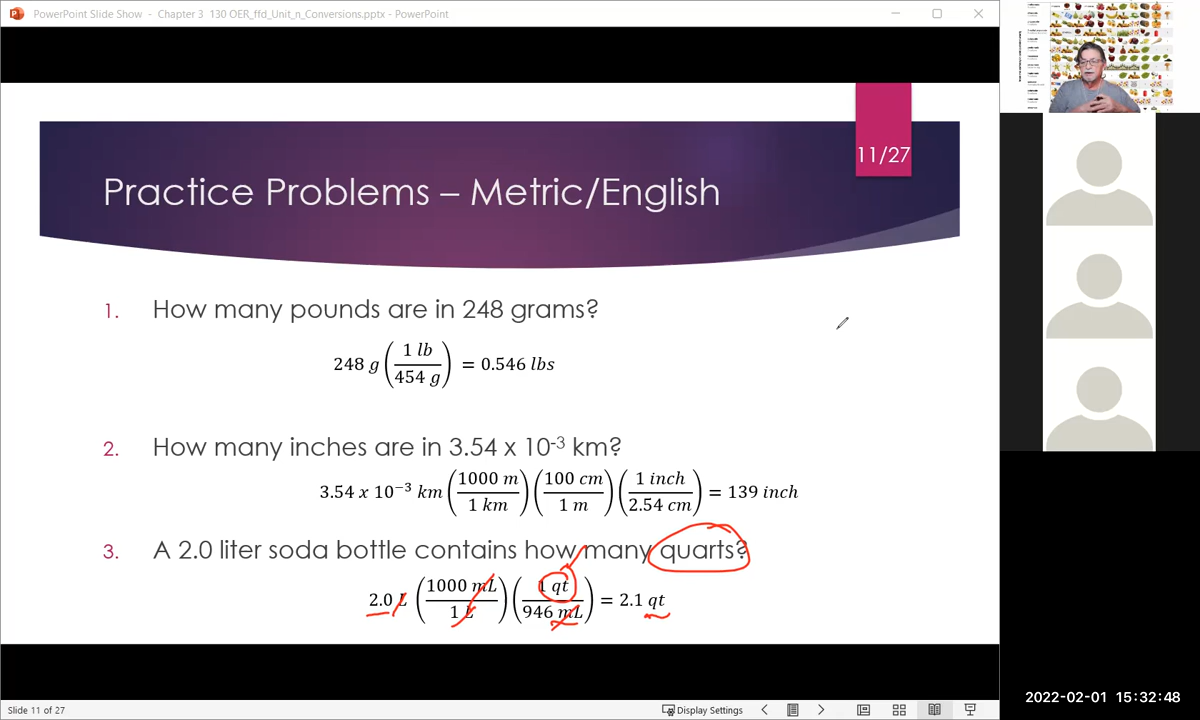 PowerPoint Slide Show - Chapter 3 130 OER_ffd_Unit_n_Conversions.pptx - PowerPoint
11/27
Practice Problems – Metric/English
1. How many pounds are in 248 grams?
248 g (1 lb / 454 g) = 0.546 lbs
2. How many inches are in 3.54 x 10⁻³ km?
3.54 x 10⁻³ km (1000 m / 1 km) (100 cm / 1 m) (1 inch / 2.54 cm) = 139 inch
3. A 2.0 liter soda bottle contains how many quarts?
2.0 L (1000 mL / 1 L) (1 qt / 946 mL) = 2.1 qt
2022-02-01 15:32:48
Slide 11 of 27
Display Settings